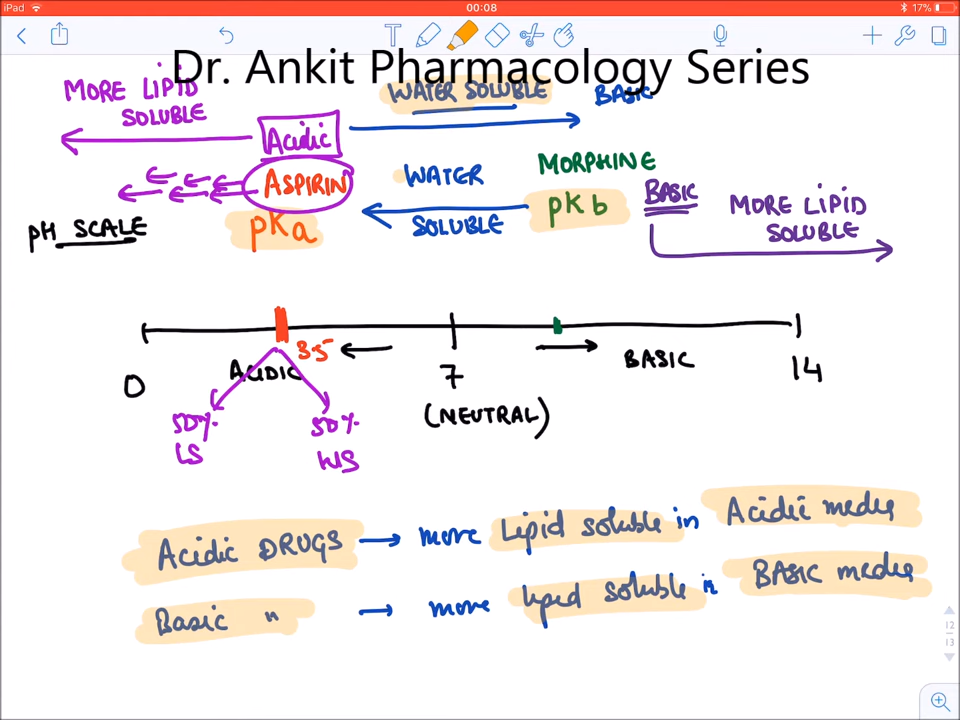 iPad 00:08 17%
Dr. Ankit Pharmacology Series
MORE LIPID
SOLUBLE
WATER SOLUBLE
BASIC
Acidic
ASPIRIN
pKa
WATER
SOLUBLE
MORPHINE
pKb
BASIC
MORE LIPID
SOLUBLE
pH SCALE
3.5
ACIDIC
BASIC
0
7
14
(NEUTRAL)
50%
LS
50%
WS
Acidic DRUGS → more Lipid soluble in Acidic
Basic " → more lipid soluble in BASIC
12
13